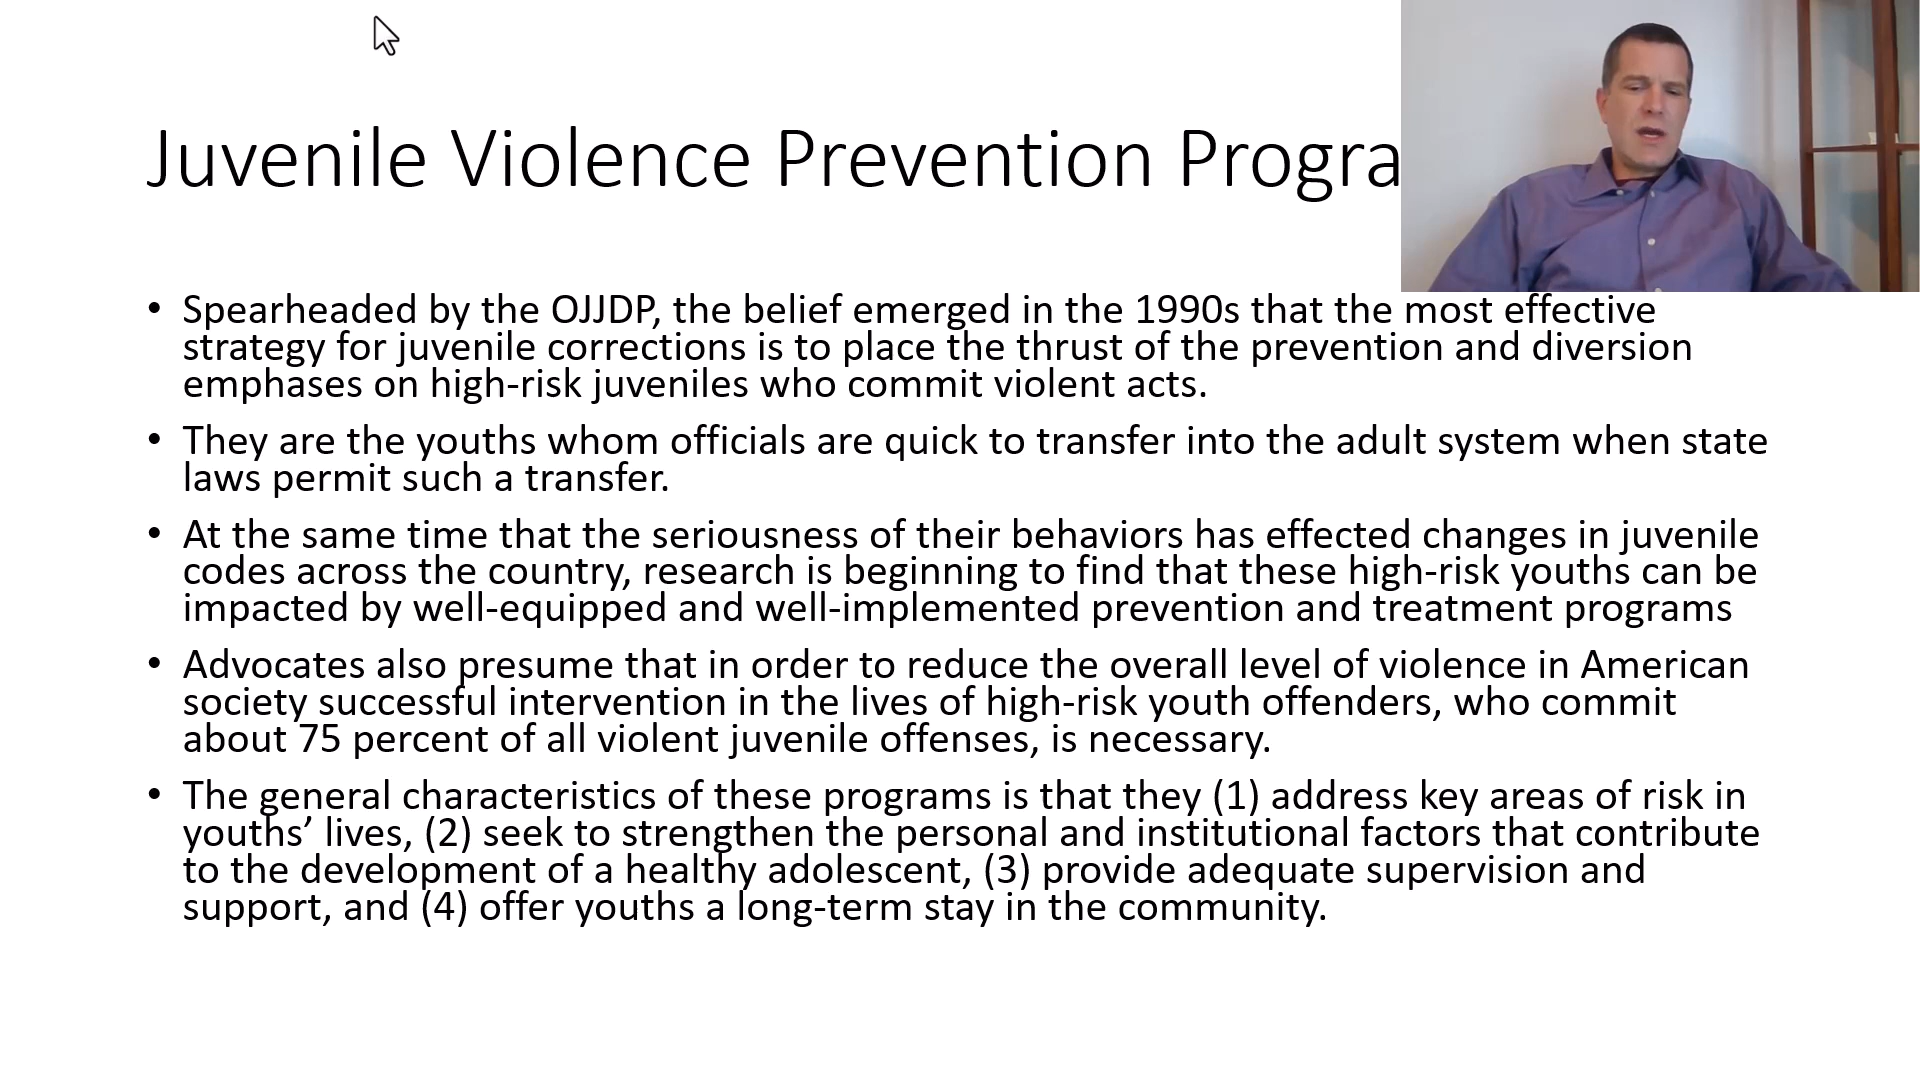 Juvenile Violence Prevention Progra
• Spearheaded by the OJJDP, the belief emerged in the 1990s that the most effective
strategy for juvenile corrections is to place the thrust of the prevention and diversion
emphases on high-risk juveniles who commit violent acts.
• They are the youths whom officials are quick to transfer into the adult system when state
laws permit such a transfer.
• At the same time that the seriousness of their behaviors has effected changes in juvenile
codes across the country, research is beginning to find that these high-risk youths can be
impacted by well-equipped and well-implemented prevention and treatment programs
• Advocates also presume that in order to reduce the overall level of violence in American
society successful intervention in the lives of high-risk youth offenders, who commit
about 75 percent of all violent juvenile offenses, is necessary.
• The general characteristics of these programs is that they (1) address key areas of risk in
youths’ lives, (2) seek to strengthen the personal and institutional factors that contribute
to the development of a healthy adolescent, (3) provide adequate supervision and
support, and (4) offer youths a long-term stay in the community.